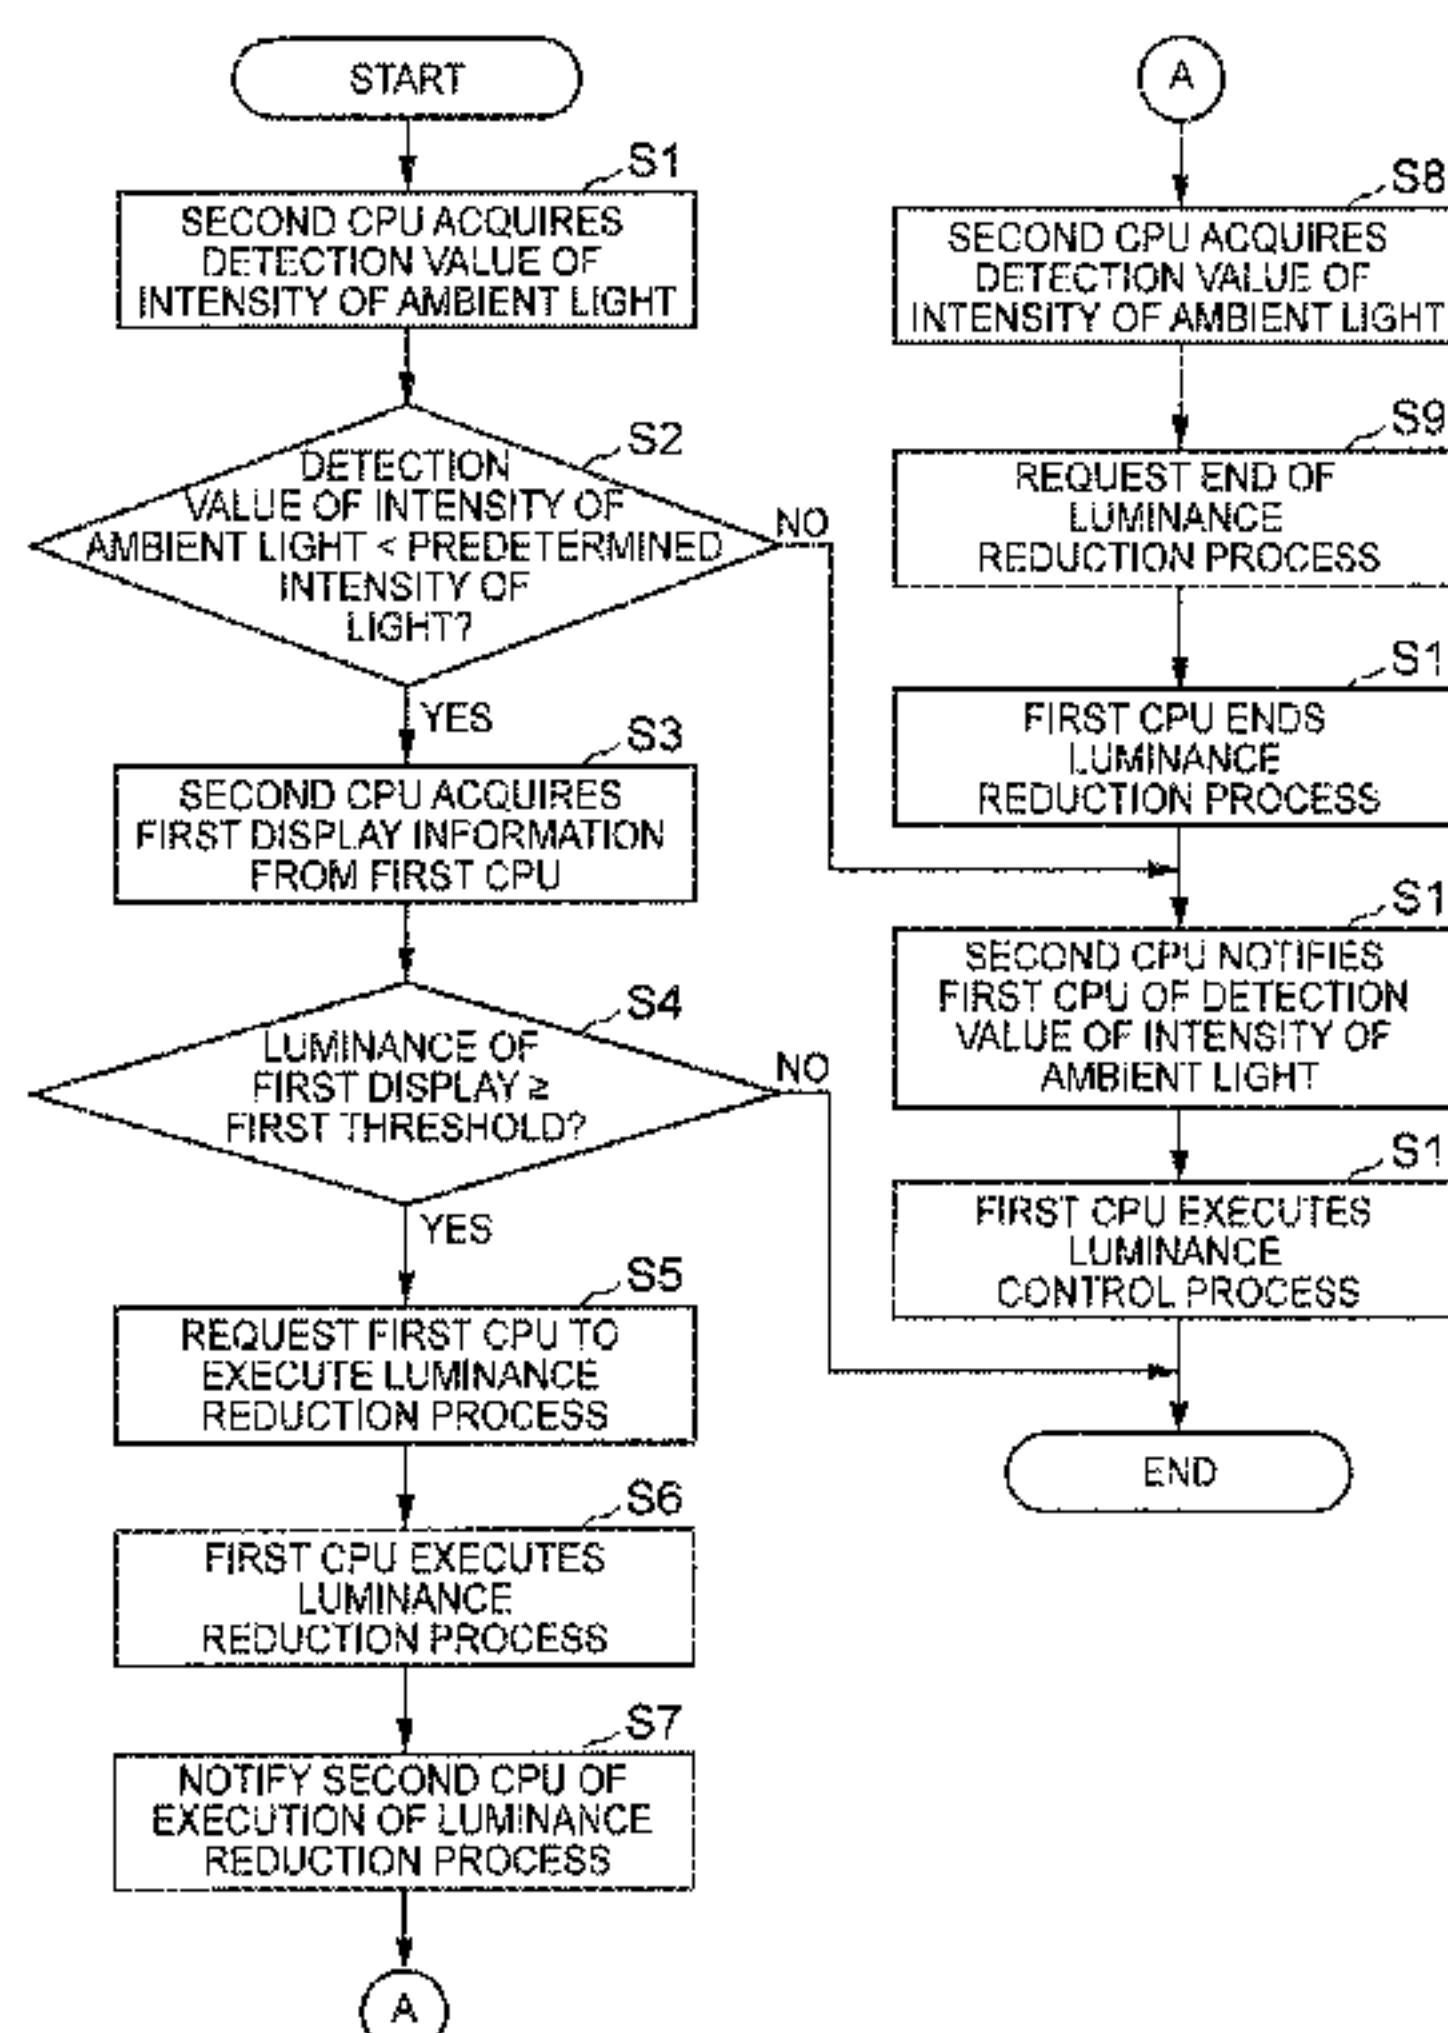 START
S1
SECOND CPU ACQUIRES
DETECTION VALUE OF
INTENSITY OF AMBIENT LIGHT
S2
DETECTION
VALUE OF INTENSITY OF
AMBIENT LIGHT < PREDETERMINED
INTENSITY OF
LIGHT?
NO
YES
S3
SECOND CPU ACQUIRES
FIRST DISPLAY INFORMATION
FROM FIRST CPU
S4
LUMINANCE OF
FIRST DISPLAY ≥
FIRST THRESHOLD?
NO
YES
S5
REQUEST FIRST CPU TO
EXECUTE LUMINANCE
REDUCTION PROCESS
S6
FIRST CPU EXECUTES
LUMINANCE
REDUCTION PROCESS
S7
NOTIFY SECOND CPU OF
EXECUTION OF LUMINANCE
REDUCTION PROCESS
A
A
S8
SECOND CPU ACQUIRES
DETECTION VALUE OF
INTENSITY OF AMBIENT LIGHT
S9
REQUEST END OF
LUMINANCE
REDUCTION PROCESS
S1
FIRST CPU ENDS
LUMINANCE
REDUCTION PROCESS
S1
SECOND CPU NOTIFIES
FIRST CPU OF DETECTION
VALUE OF INTENSITY OF
AMBIENT LIGHT
S1
FIRST CPU EXECUTES
LUMINANCE
CONTROL PROCESS
END